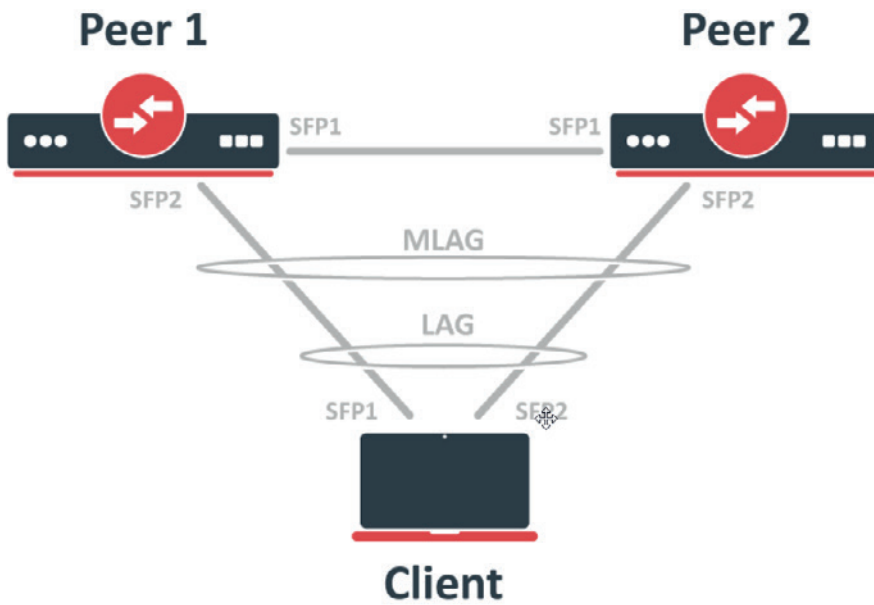 Peer 1
Peer 2
SFP1
SFP1
SFP2
SFP2
MLAG
LAG
SFP1
SFP2
Client